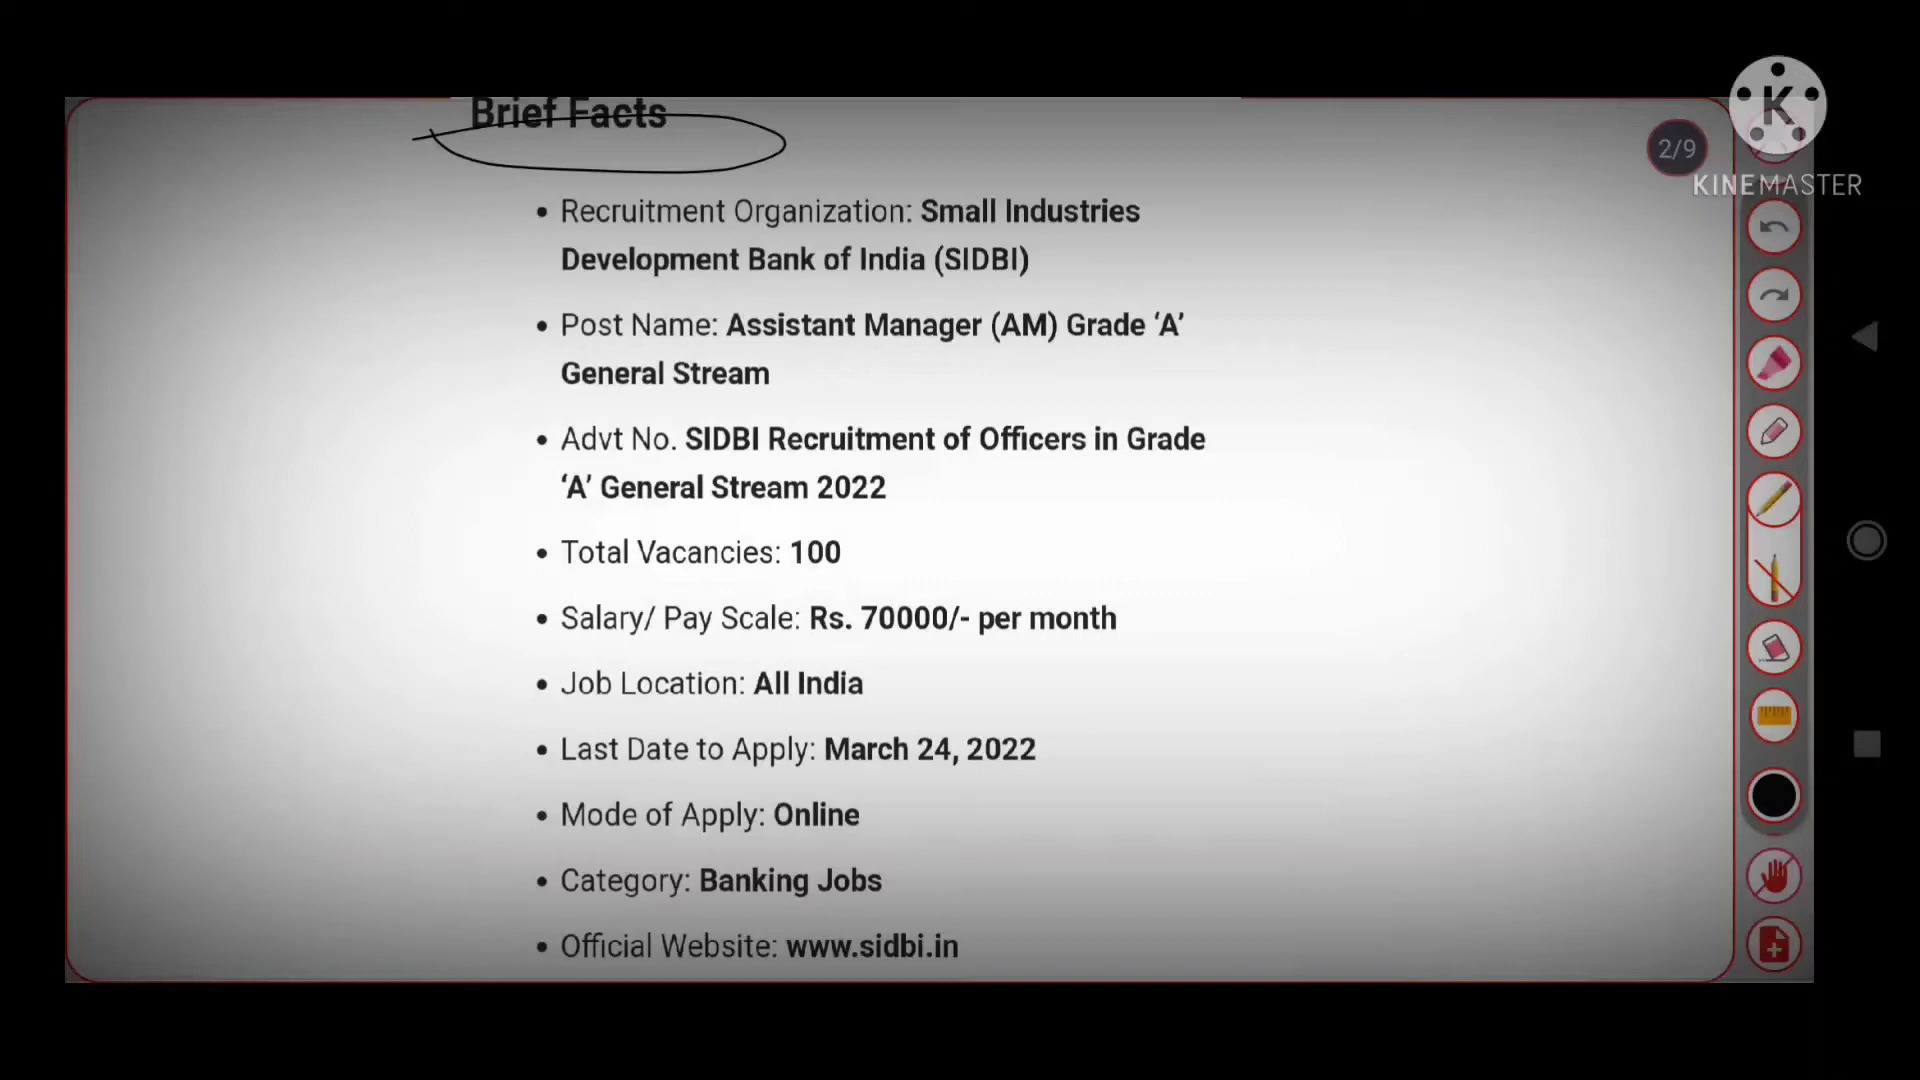 Brief Facts
2/9
K
KINEMASTER
• Recruitment Organization: Small Industries
Development Bank of India (SIDBI)
• Post Name: Assistant Manager (AM) Grade ‘A’
General Stream
• Advt No. SIDBI Recruitment of Officers in Grade
‘A’ General Stream 2022
• Total Vacancies: 100
• Salary/ Pay Scale: Rs. 70000/- per month
• Job Location: All India
• Last Date to Apply: March 24, 2022
• Mode of Apply: Online
• Category: Banking Jobs
• Official Website: www.sidbi.in